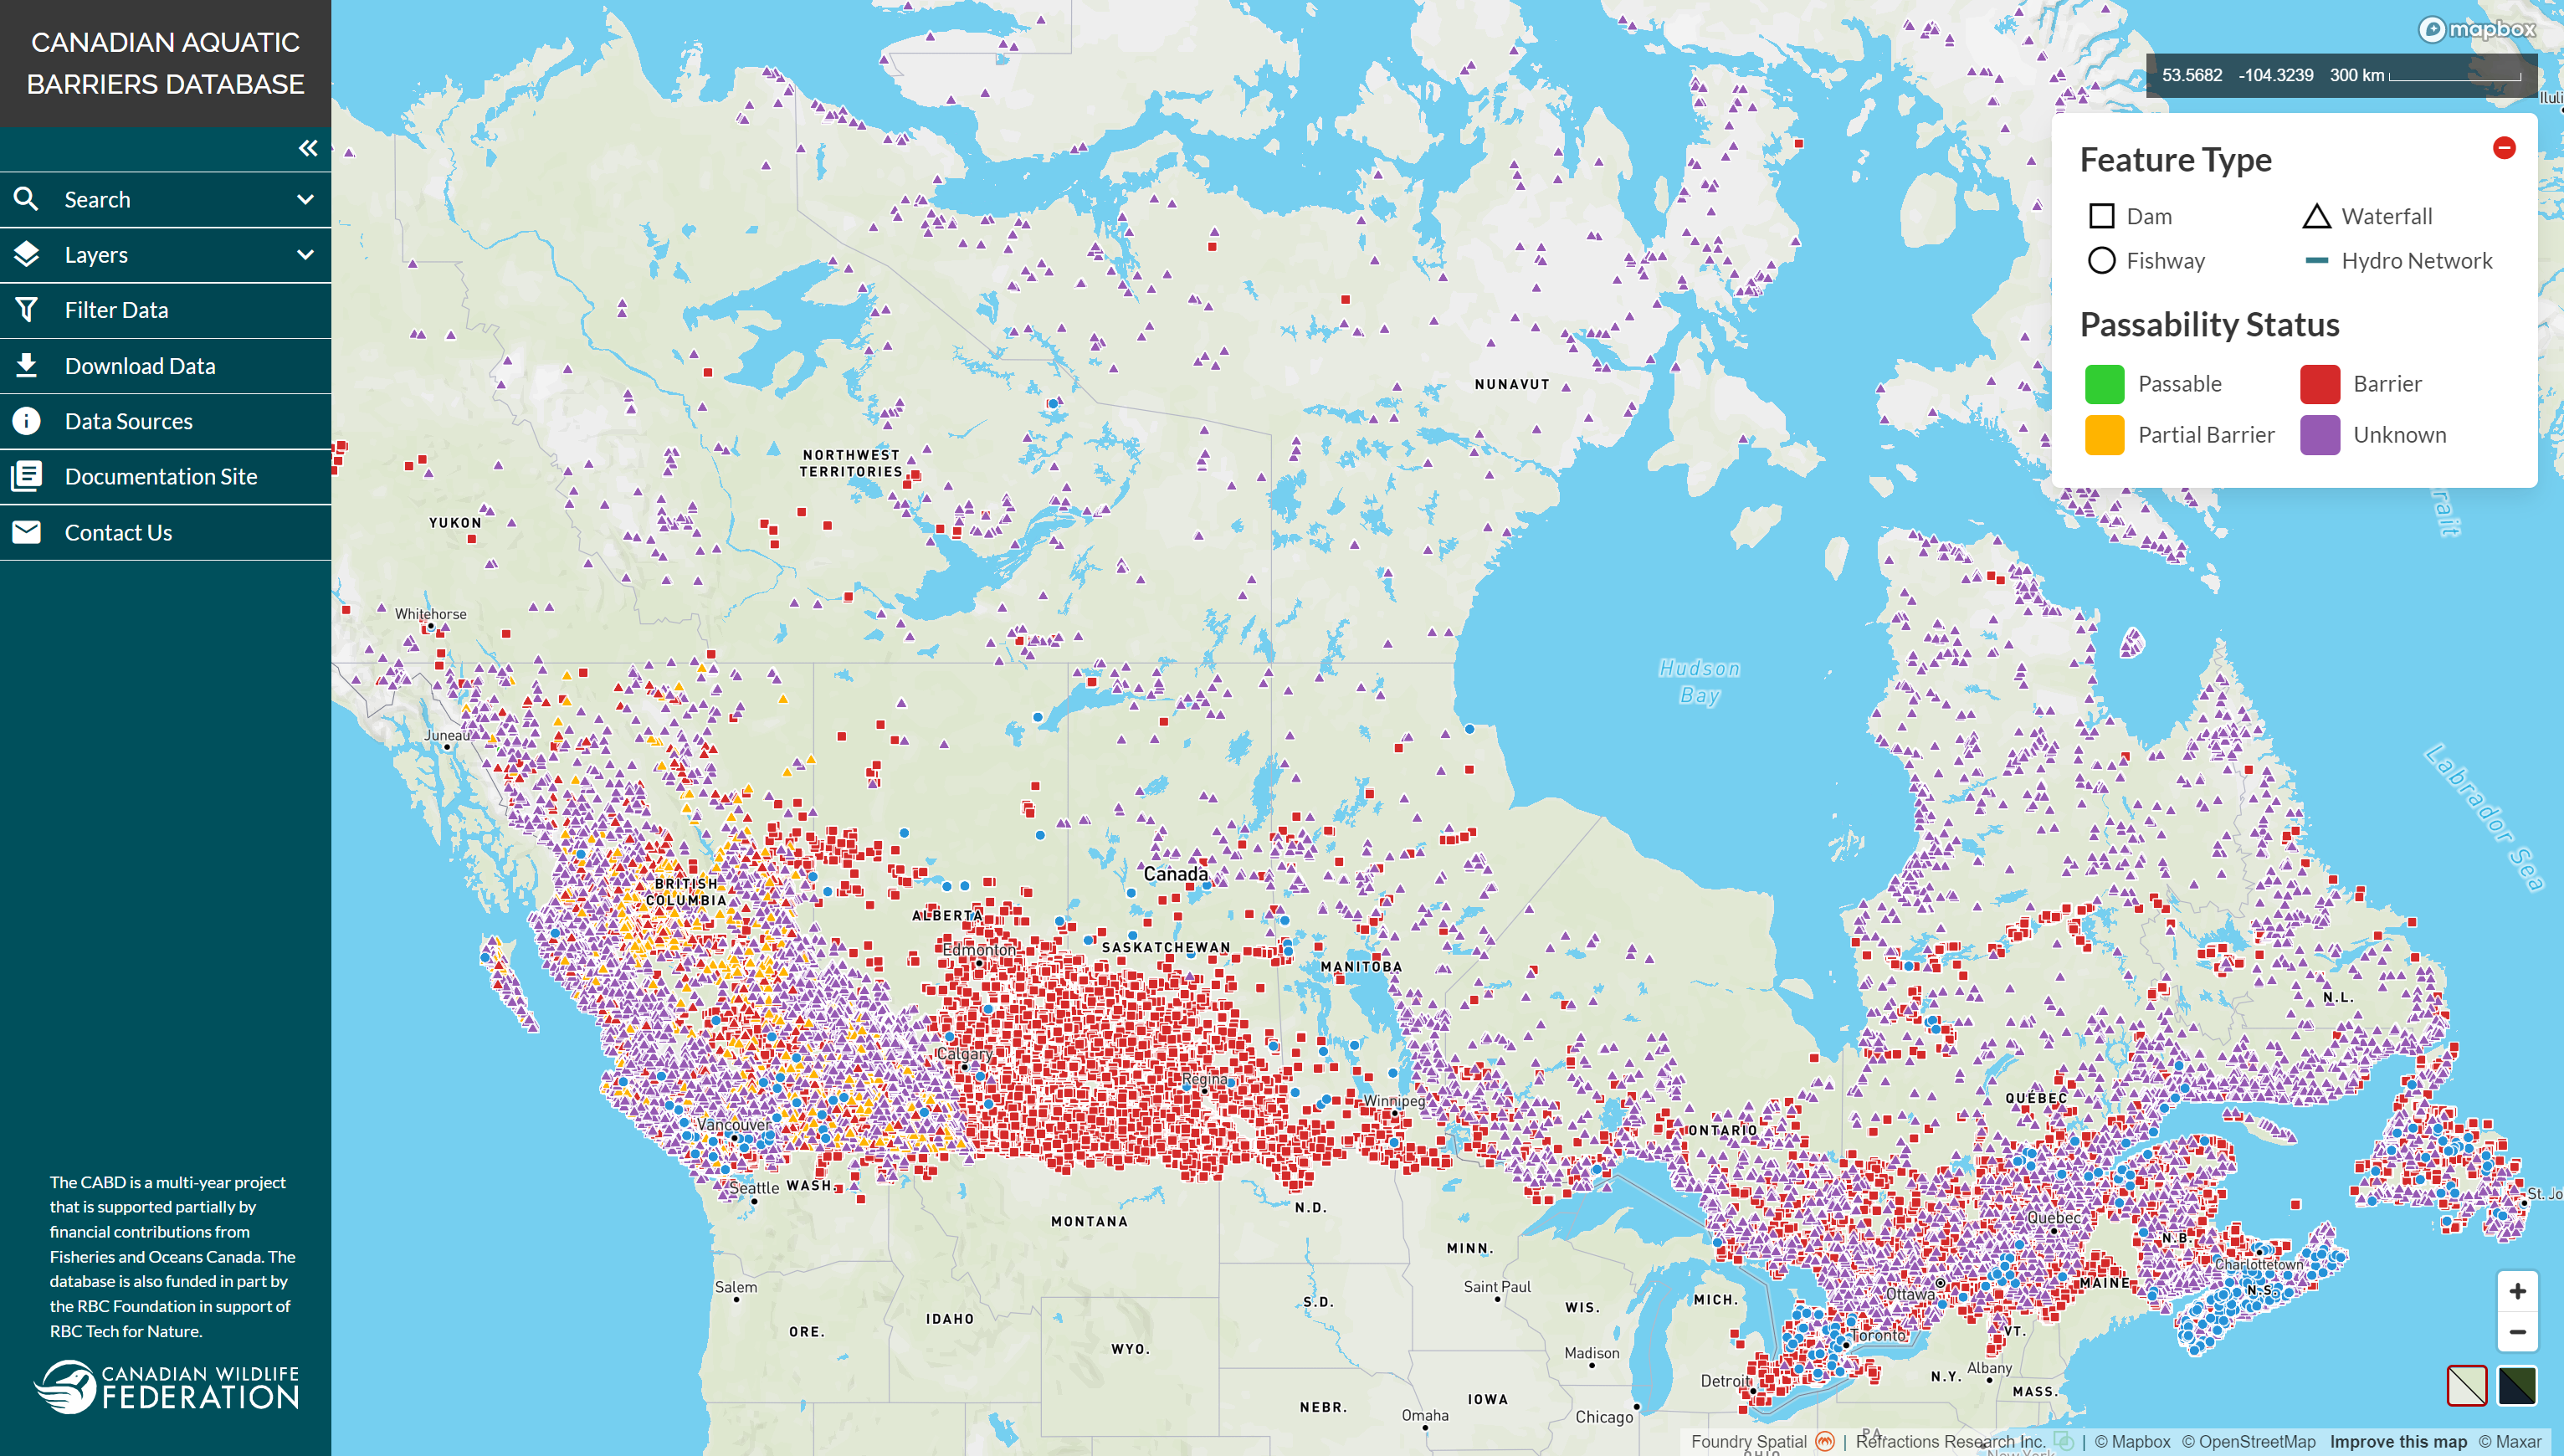 CANADIAN AQUATIC
BARRIERS DATABASE
Search
Layers
Filter Data
Download Data
Data Sources
Documentation Site
Contact Us
The CABD is a multi-year project
that is supported partially by
financial contributions from
Fisheries and Oceans Canada. The
database is also funded in part by
the RBC Foundation in support of
RBC Tech for Nature.
CANADIAN WILDLIFE
FEDERATION
mapbox
53.5682 -104.3239 300 km
Feature Type
Dam
Waterfall
Fishway
Hydro Network
Passability Status
Passable
Barrier
Partial Barrier
Unknown
NUNAVUT
NORTHWEST
TERRITORIES
YUKON
Whitehorse
Hudson
Bay
Juneau
Labrador Sea
BRITISH
COLUMBIA
Canada
ALBERTA
Edmonton
SASKATCHEWAN
MANITOBA
N.L.
Calgary
Regina
Winnipeg
QUÉBEC
Vancouver
ONTARIO
Seattle
WASH.
St. Jo
MONTANA
N.D.
Québec
N.B.
MINN.
Charlottetown
Salem
Saint Paul
MAINE
N.S.
Ottawa
IDAHO
S.D.
WIS.
MICH.
ORE.
WYO.
Toronto
VT.
Madison
Albany
N.Y.
Detroit
MASS.
NEBR.
IOWA
Omaha
Chicago
PA.
OHIO
New York
Foundry Spatial | Refractions Research Inc. | © Mapbox © OpenStreetMap Improve this map © Maxar